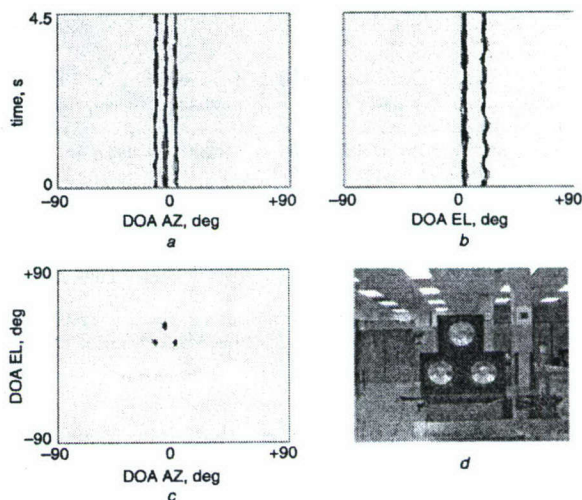 4.5
time, s
0
−90
0
+90
DOA AZ, deg
a
−90
0
+90
DOA EL, deg
b
+90
DOA EL, deg
−90
−90
0
+90
DOA AZ, deg
c
d